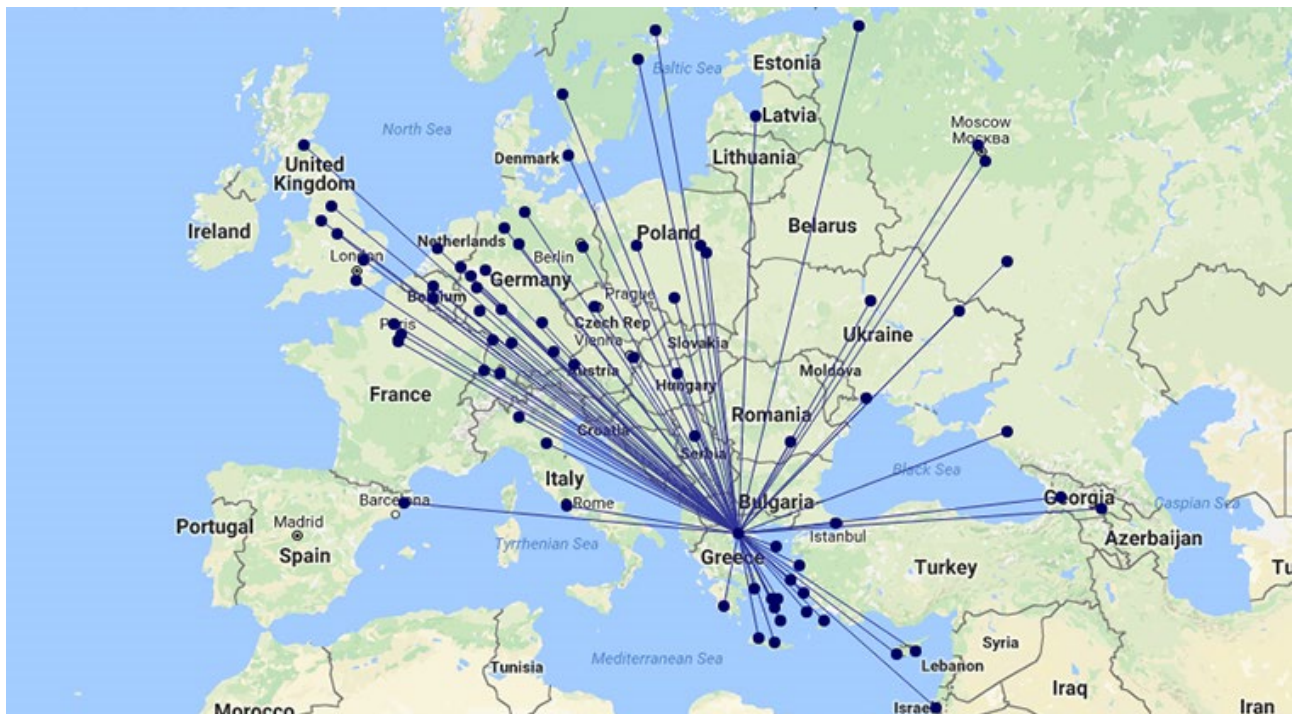 Estonia
Baltic Sea
Latvia
Moscow
Москва
North Sea
Denmark
Lithuania
United
Kingdom
Belarus
Ireland
Poland
Netherlands
London
Berlin
Germany
Belgium
Prague
Paris
Czech Rep
Ukraine
Vienna
Slovakia
Austria
Moldova
Hungary
France
Romania
Croatia
Serbia
Black Sea
Italy
Georgia
Barcelona
Rome
Bulgaria
Caspian Sea
Portugal
Madrid
Istanbul
Azerbaijan
Tyrrhenian Sea
Spain
Greece
Turkey
Tu
Syria
Mediterranean Sea
Tunisia
Lebanon
Iraq
Morocco
Israel
Iran